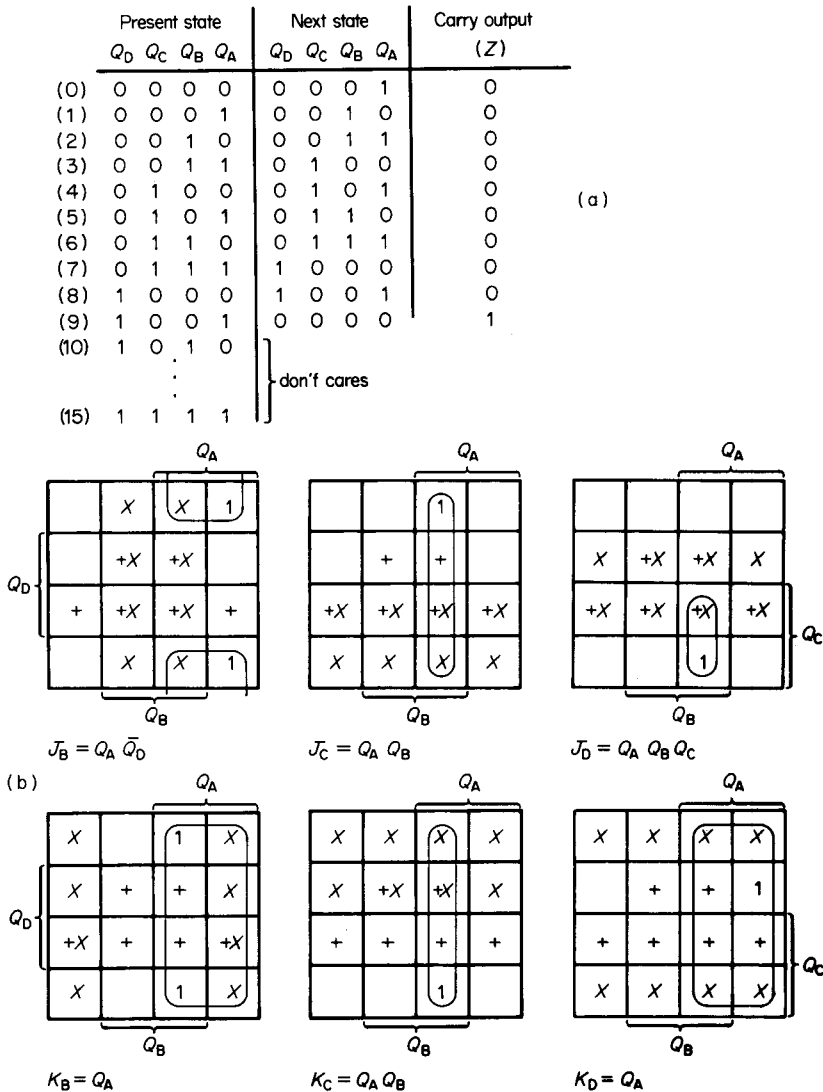 Present state Next state Carry output
Q_D Q_C Q_B Q_A Q_D Q_C Q_B Q_A (Z)
(0) 0 0 0 0 0 0 0 1 0
(1) 0 0 0 1 0 0 1 0 0
(2) 0 0 1 0 0 0 1 1 0
(3) 0 0 1 1 0 1 0 0 0
(4) 0 1 0 0 0 1 0 1 0
(a)
(5) 0 1 0 1 0 1 1 0 0
(6) 0 1 1 0 0 1 1 1 0
(7) 0 1 1 1 1 0 0 0 0
(8) 1 0 0 0 1 0 0 1 0
(9) 1 0 0 1 0 0 0 0 1
(10) 1 0 1 0
don'f cares
(15) 1 1 1 1
Q_A Q_A Q_A
X X 1 1
Q_D +X +X + + X +X +X X
+ +X +X + +X +X +X +X +X +X +X +X Q_C
X X 1 X X X X 1
Q_B Q_B Q_B
J_B = Q_A Q̄_D J_C = Q_A Q_B J_D = Q_A Q_B Q_C
(b)
Q_A Q_A Q_A
X 1 X X X X X X X X X
Q_D X + + X X +X +X X + + 1
+X + + +X + + + + + + + + Q_C
X 1 X 1 X X X X
Q_B Q_B Q_B
K_B = Q_A K_C = Q_A Q_B K_D = Q_A